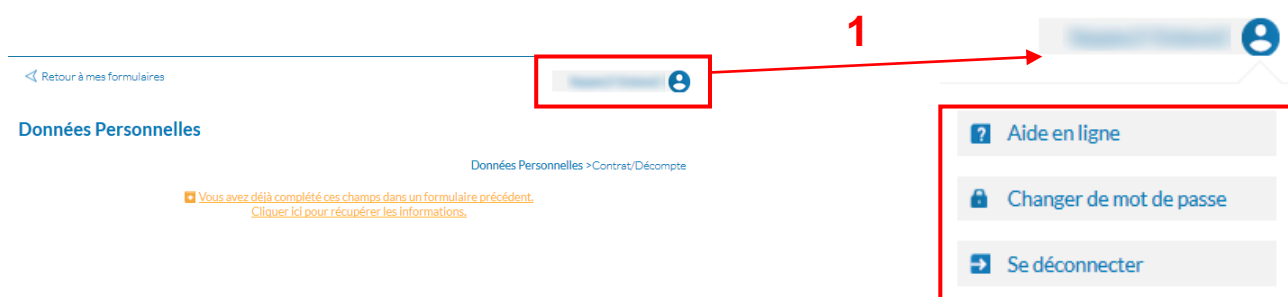 1
Retour à mes formulaires
Données Personnelles
Données Personnelles >Contrat/Décompte
Vous avez déjà complété ces champs dans un formulaire précédent.
Cliquer ici pour récupérer les informations.
? Aide en ligne
Changer de mot de passe
Se déconnecter